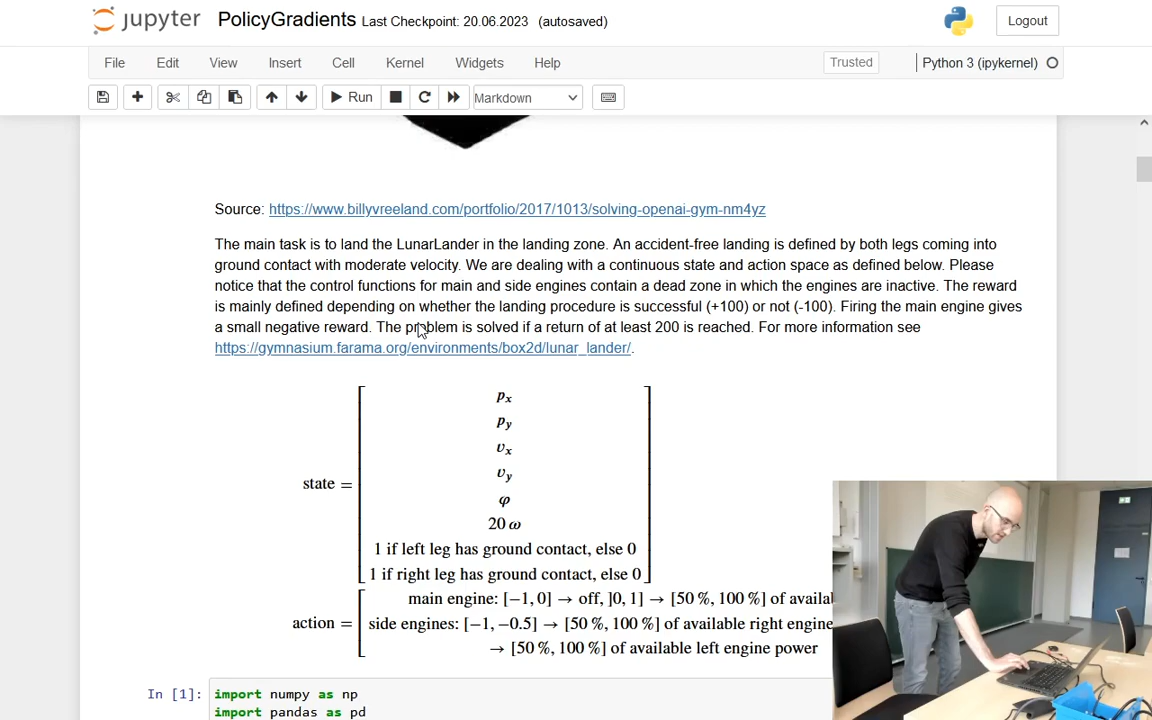 jupyter PolicyGradients Last Checkpoint: 20.06.2023 (autosaved)
Logout
File Edit View Insert Cell Kernel Widgets Help
Trusted Python 3 (ipykernel)
Run Markdown
Source: https://www.billyvreeland.com/portfolio/2017/1013/solving-openai-gym-nm4yz
The main task is to land the LunarLander in the landing zone. An accident-free landing is defined by both legs coming into
ground contact with moderate velocity. We are dealing with a continuous state and action space as defined below. Please
notice that the control functions for main and side engines contain a dead zone in which the engines are inactive. The reward
is mainly defined depending on whether the landing procedure is successful (+100) or not (-100). Firing the main engine gives
a small negative reward. The problem is solved if a return of at least 200 is reached. For more information see
https://gymnasium.farama.org/environments/box2d/lunar_lander/.
p_x
p_y
v_x
v_y
state =
φ
20 ω
1 if left leg has ground contact, else 0
1 if right leg has ground contact, else 0
main engine: [−1, 0] → off, ]0, 1] → [50 %, 100 %] of availa
action = side engines: [−1, −0.5] → [50 %, 100 %] of available right engine
→ [50 %, 100 %] of available left engine power
In [1]: import numpy as np
import pandas as pd